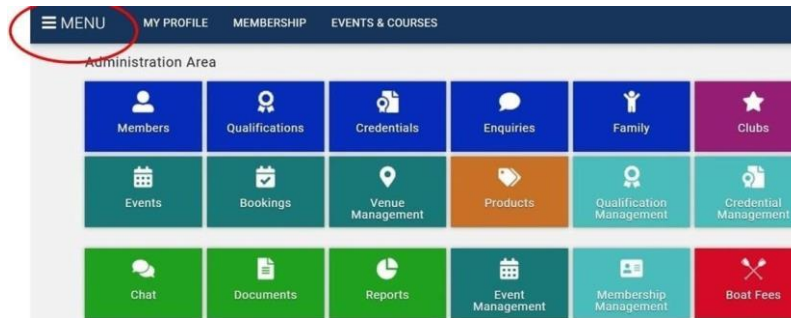 MENU MY PROFILE MEMBERSHIP EVENTS & COURSES
Administration Area
Members Qualifications Credentials Enquiries Family Clubs
Events Bookings Venue Management Products Qualification Management Credential Management
Chat Documents Reports Event Management Membership Management Boat Fees